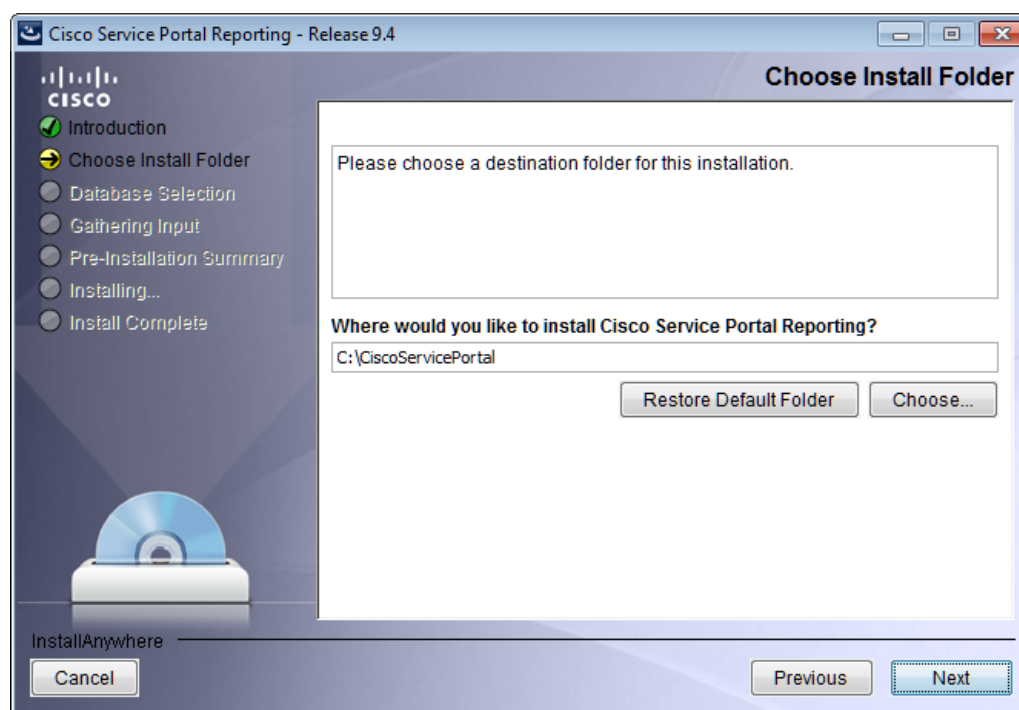 Cisco Service Portal Reporting - Release 9.4
CISCO
Choose Install Folder
Introduction
Choose Install Folder
Database Selection
Gathering Input
Pre-Installation Summary
Installing...
Install Complete
Please choose a destination folder for this installation.
Where would you like to install Cisco Service Portal Reporting?
C:\CiscoServicePortal
Restore Default Folder
Choose...
InstallAnywhere
Cancel
Previous
Next